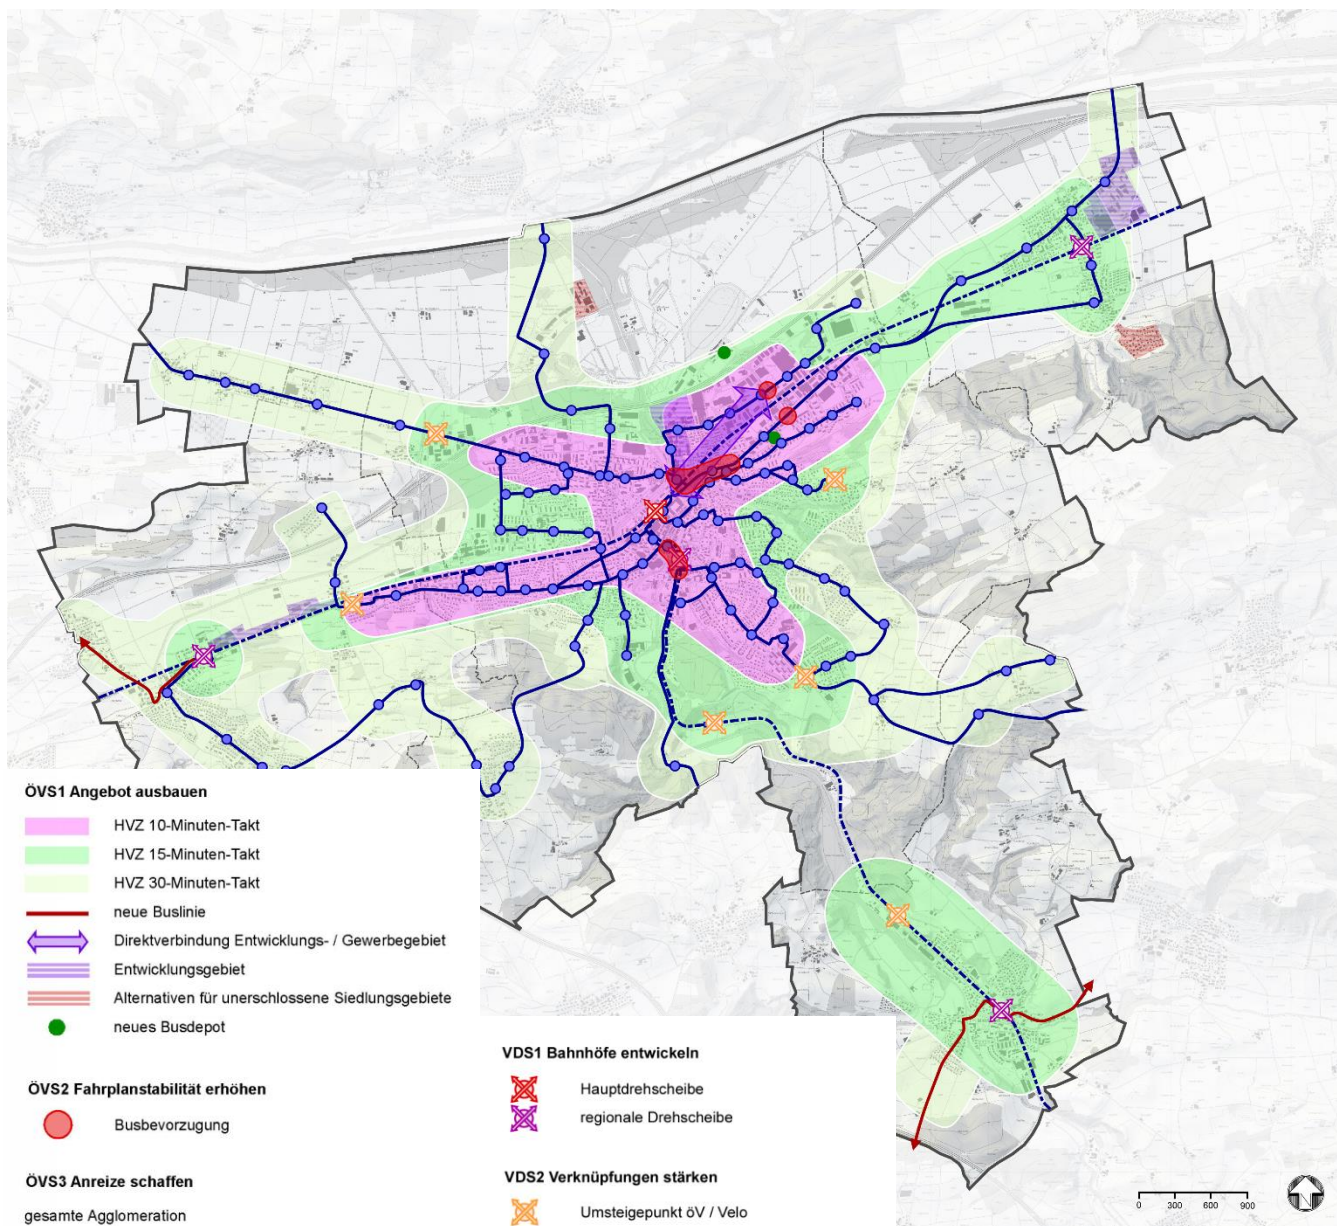 ÖVS1 Angebot ausbauen
HVZ 10-Minuten-Takt
HVZ 15-Minuten-Takt
HVZ 30-Minuten-Takt
neue Buslinie
Direktverbindung Entwicklungs- / Gewerbegebiet
Entwicklungsgebiet
Alternativen für unerschlossene Siedlungsgebiete
neues Busdepot
ÖVS2 Fahrplanstabilität erhöhen
Busbevorzugung
ÖVS3 Anreize schaffen
gesamte Agglomeration
VDS1 Bahnhöfe entwickeln
Hauptdrehscheibe
regionale Drehscheibe
VDS2 Verknüpfungen stärken
Umsteigepunkt öV / Velo
0 300 600 900
N